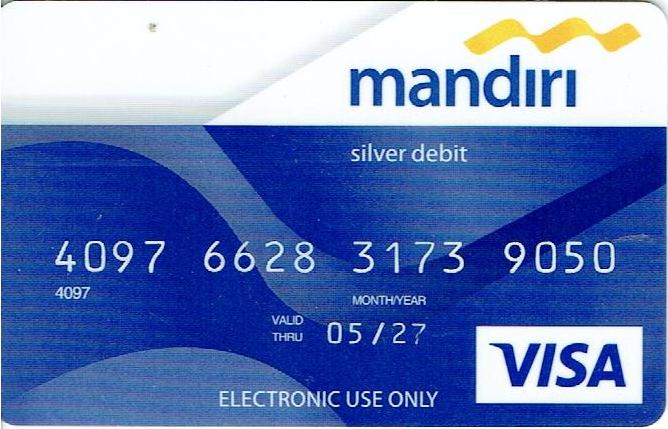 mandiri
silver debit
4097 6628 3173 9050
4097
MONTH/YEAR
VALID THRU 05/27
VISA
ELECTRONIC USE ONLY